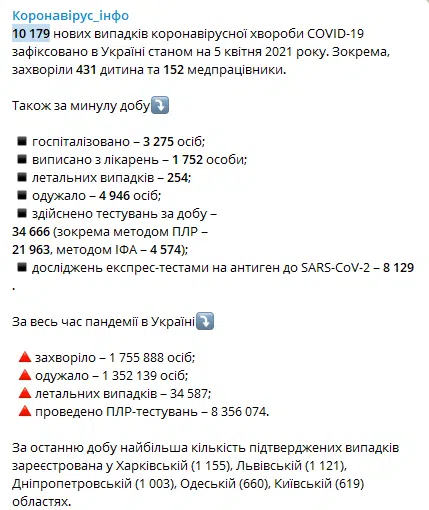 Коронавірус_інфо
10 179 нових випадків коронавірусної хвороби COVID-19
зафіксовано в Україні станом на 5 квітня 2021 року. Зокрема,
захворіли 431 дитина та 152 медпрацівники.
Також за минулу добу⤵️
▪️ госпіталізовано – 3 275 осіб;
▪️ виписано з лікарень – 1 752 особи;
▪️ летальних випадків – 254;
▪️ одужало – 4 946 осіб;
▪️ здійснено тестувань за добу –
34 666 (зокрема методом ПЛР –
21 963, методом ІФА – 4 574);
▪️ досліджень експрес-тестами на антиген до SARS-CoV-2 – 8 129
.
За весь час пандемії в Україні⤵️
🔺захворіло – 1 755 888 осіб;
🔺одужало – 1 352 139 осіб;
🔺летальних випадків – 34 587;
🔺проведено ПЛР-тестувань – 8 356 074.
За останню добу найбільша кількість підтверджених випадків
зареєстрована у Харківській (1 155), Львівській (1 121),
Дніпропетровській (1 003), Одеській (660), Київській (619)
областях.